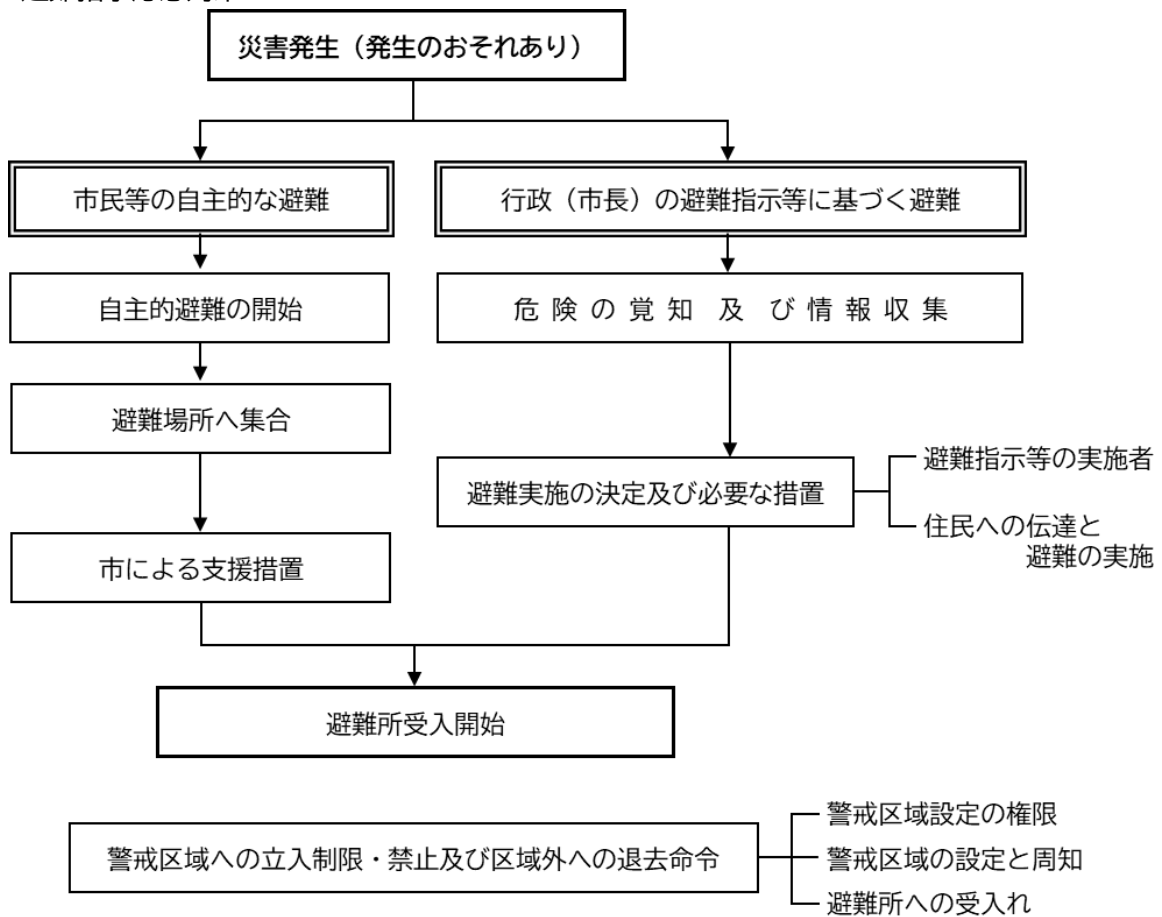 災害発生（発生のおそれあり）
市民等の自主的な避難
行政（市長）の避難指示等に基づく避難
自主的避難の開始
危険の覚知及び情報収集
避難場所へ集合
避難実施の決定及び必要な措置
避難指示等の実施者
住民への伝達と
避難の実施
市による支援措置
避難所受入開始
警戒区域への立入制限・禁止及び区域外への退去命令
警戒区域設定の権限
警戒区域の設定と周知
避難所への受入れ